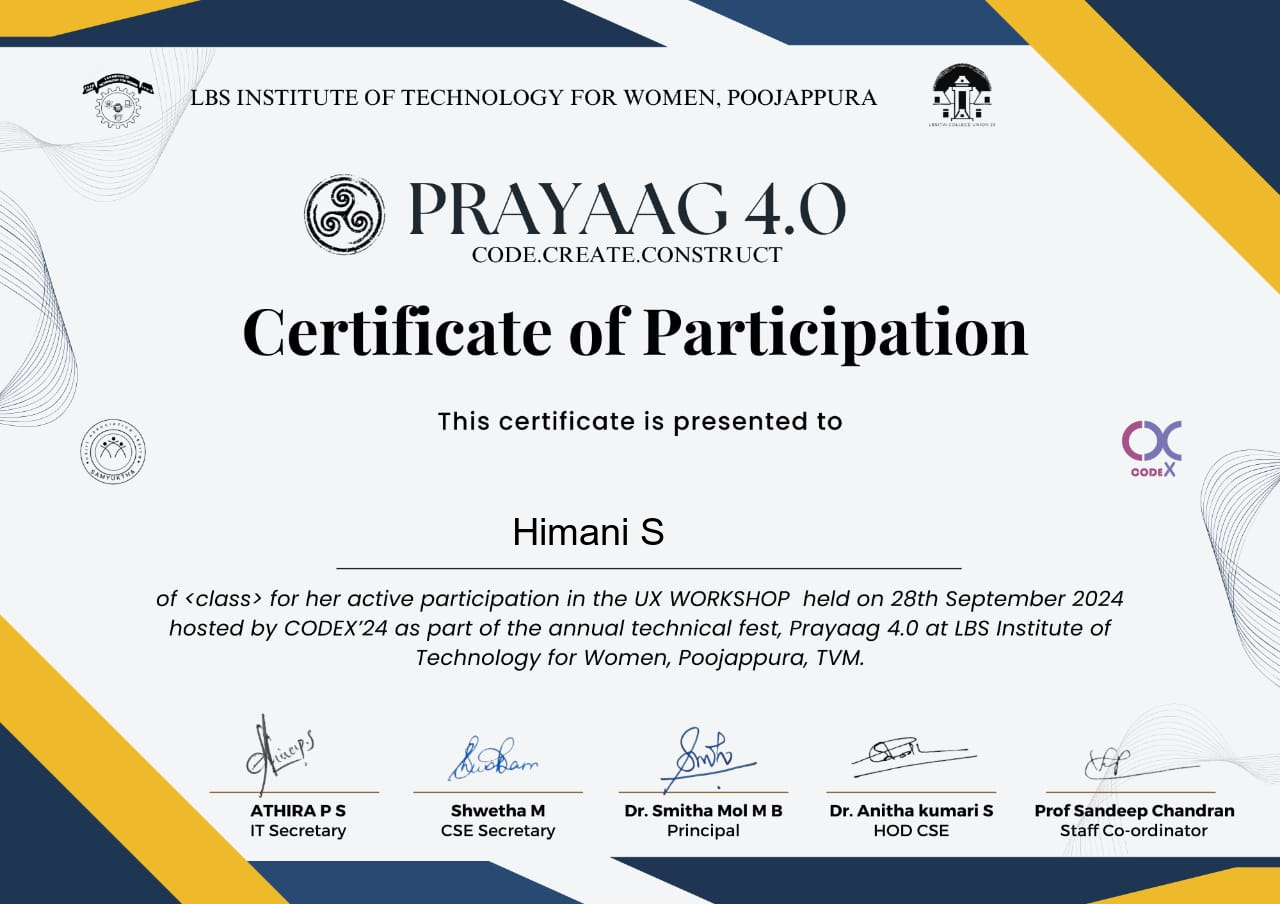 LBS INSTITUTE OF TECHNOLOGY FOR WOMEN, POOJAPPURA
LBSITW COLLEGE UNION 23
PRAYAAG 4.0
CODE.CREATE.CONSTRUCT
Certificate of Participation
This certificate is presented to
SAMYUKTHA
CODEX
Himani S
of <class> for her active participation in the UX WORKSHOP held on 28th September 2024
hosted by CODEX’24 as part of the annual technical fest, Prayaag 4.0 at LBS Institute of
Technology for Women, Poojappura, TVM.
ATHIRA P S
IT Secretary
Shwetha M
CSE Secretary
Dr. Smitha Mol M B
Principal
Dr. Anitha kumari S
HOD CSE
Prof Sandeep Chandran
Staff Co-ordinator